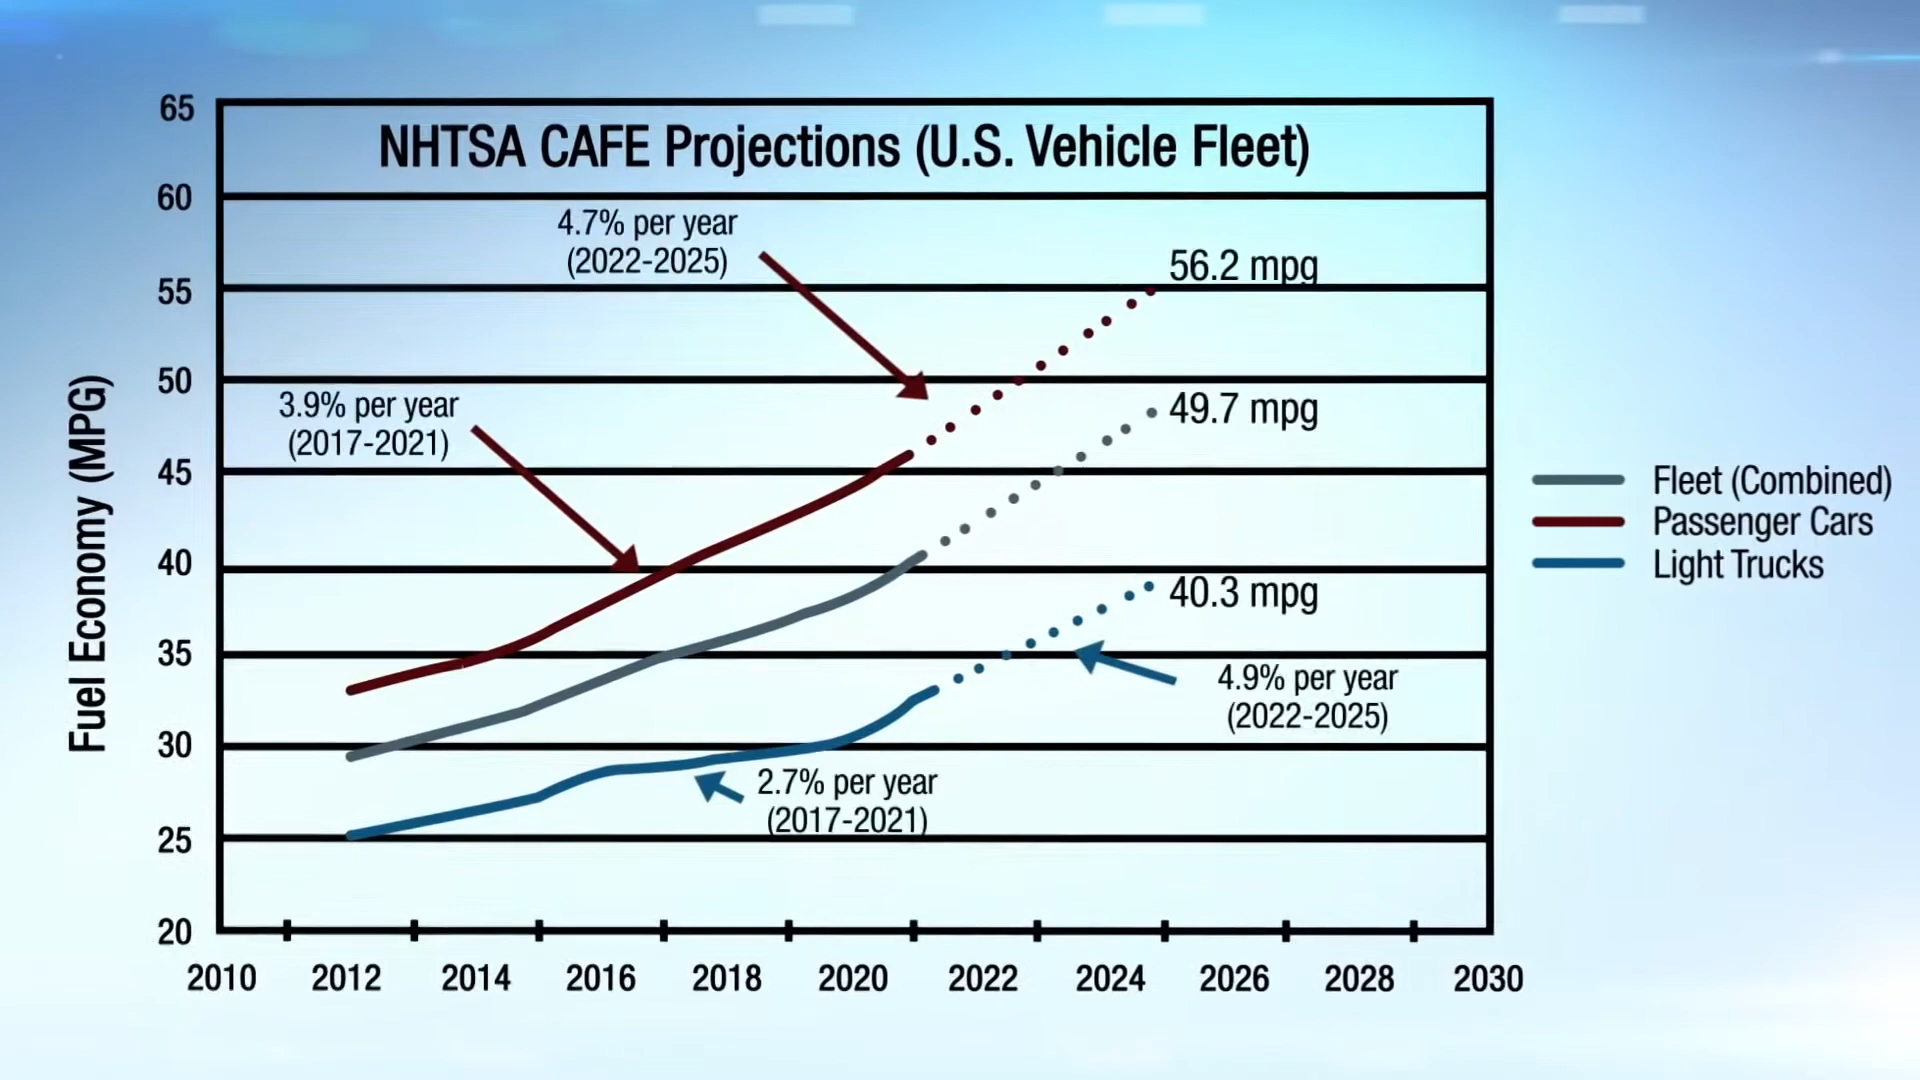 NHTSA CAFE Projections (U.S. Vehicle Fleet)
65
60
55
50
45
40
35
30
25
20
Fuel Economy (MPG)
4.7% per year
(2022-2025)
56.2 mpg
3.9% per year
(2017-2021)
49.7 mpg
40.3 mpg
4.9% per year
(2022-2025)
2.7% per year
(2017-2021)
2010 2012 2014 2016 2018 2020 2022 2024 2026 2028 2030
Fleet (Combined)
Passenger Cars
Light Trucks